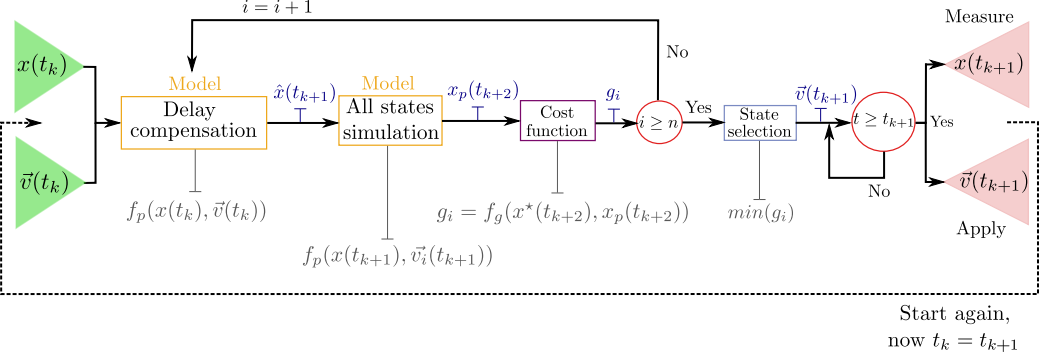 i = i + 1
Measure
No
x(t_k)
Model
Model
x(t_{k+1})
x̂(t_{k+1})
x_p(t_{k+2})
g_i
v⃗(t_{k+1})
Delay
compensation
All states
simulation
Cost
function
i ≥ n
Yes
State
selection
t ≥ t_{k+1}
Yes
v⃗(t_k)
No
v⃗(t_{k+1})
f_p(x(t_k), v⃗(t_k))
g_i = f_g(x^⋆(t_{k+2}), x_p(t_{k+2}))
min(g_i)
Apply
f_p(x(t_{k+1}), v⃗_i(t_{k+1}))
Start again,
now t_k = t_{k+1}